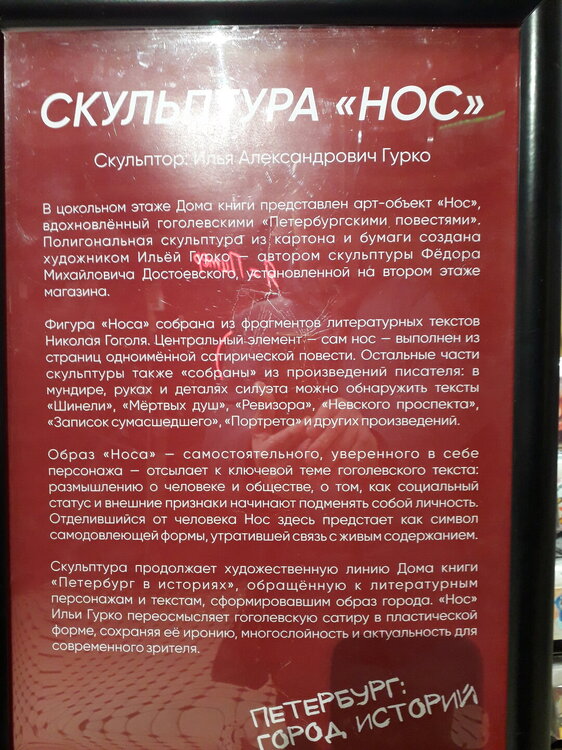 СКУЛЬПТУРА «НОС»
Скульптор: Илья Александрович Гурко
В цокольном этаже Дома книги представлен арт-объект «Нос»,
вдохновлённый гоголевскими «Петербургскими повестями».
Полигональная скульптура из картона и бумаги создана
художником Ильёй Гурко — автором скульптуры Фёдора
Михайловича Достоевского, установленной на втором этаже
магазина.
Фигура «Носа» собрана из фрагментов литературных текстов
Николая Гоголя. Центральный элемент — сам нос — выполнен из
страниц одноимённой сатирической повести. Остальные части
скульптуры также «собраны» из произведений писателя: в
мундире, руках и деталях силуэта можно обнаружить тексты
«Шинели», «Мёртвых душ», «Ревизора», «Невского проспекта»,
«Записок сумасшедшего», «Портрета» и других произведений.
Образ «Носа» — самостоятельного, уверенного в себе
персонажа — отсылает к ключевой теме гоголевского текста:
размышлению о человеке и обществе, о том, как социальный
статус и внешние признаки начинают подменять собой личность.
Отделившийся от человека Нос здесь предстает как символ
самодовлеющей формы, утратившей связь с живым содержанием.
Скульптура продолжает художественную линию Дома книги
«Петербург в историях», обращённую к литературным
персонажам и текстам, сформировавшим образ города. «Нос»
Ильи Гурко переосмысляет гоголевскую сатиру в пластической
форме, сохраняя её иронию, многослойность и актуальность для
современного зрителя.
ПЕТЕРБУРГ:
ГОРОД ИСТОРИЙ